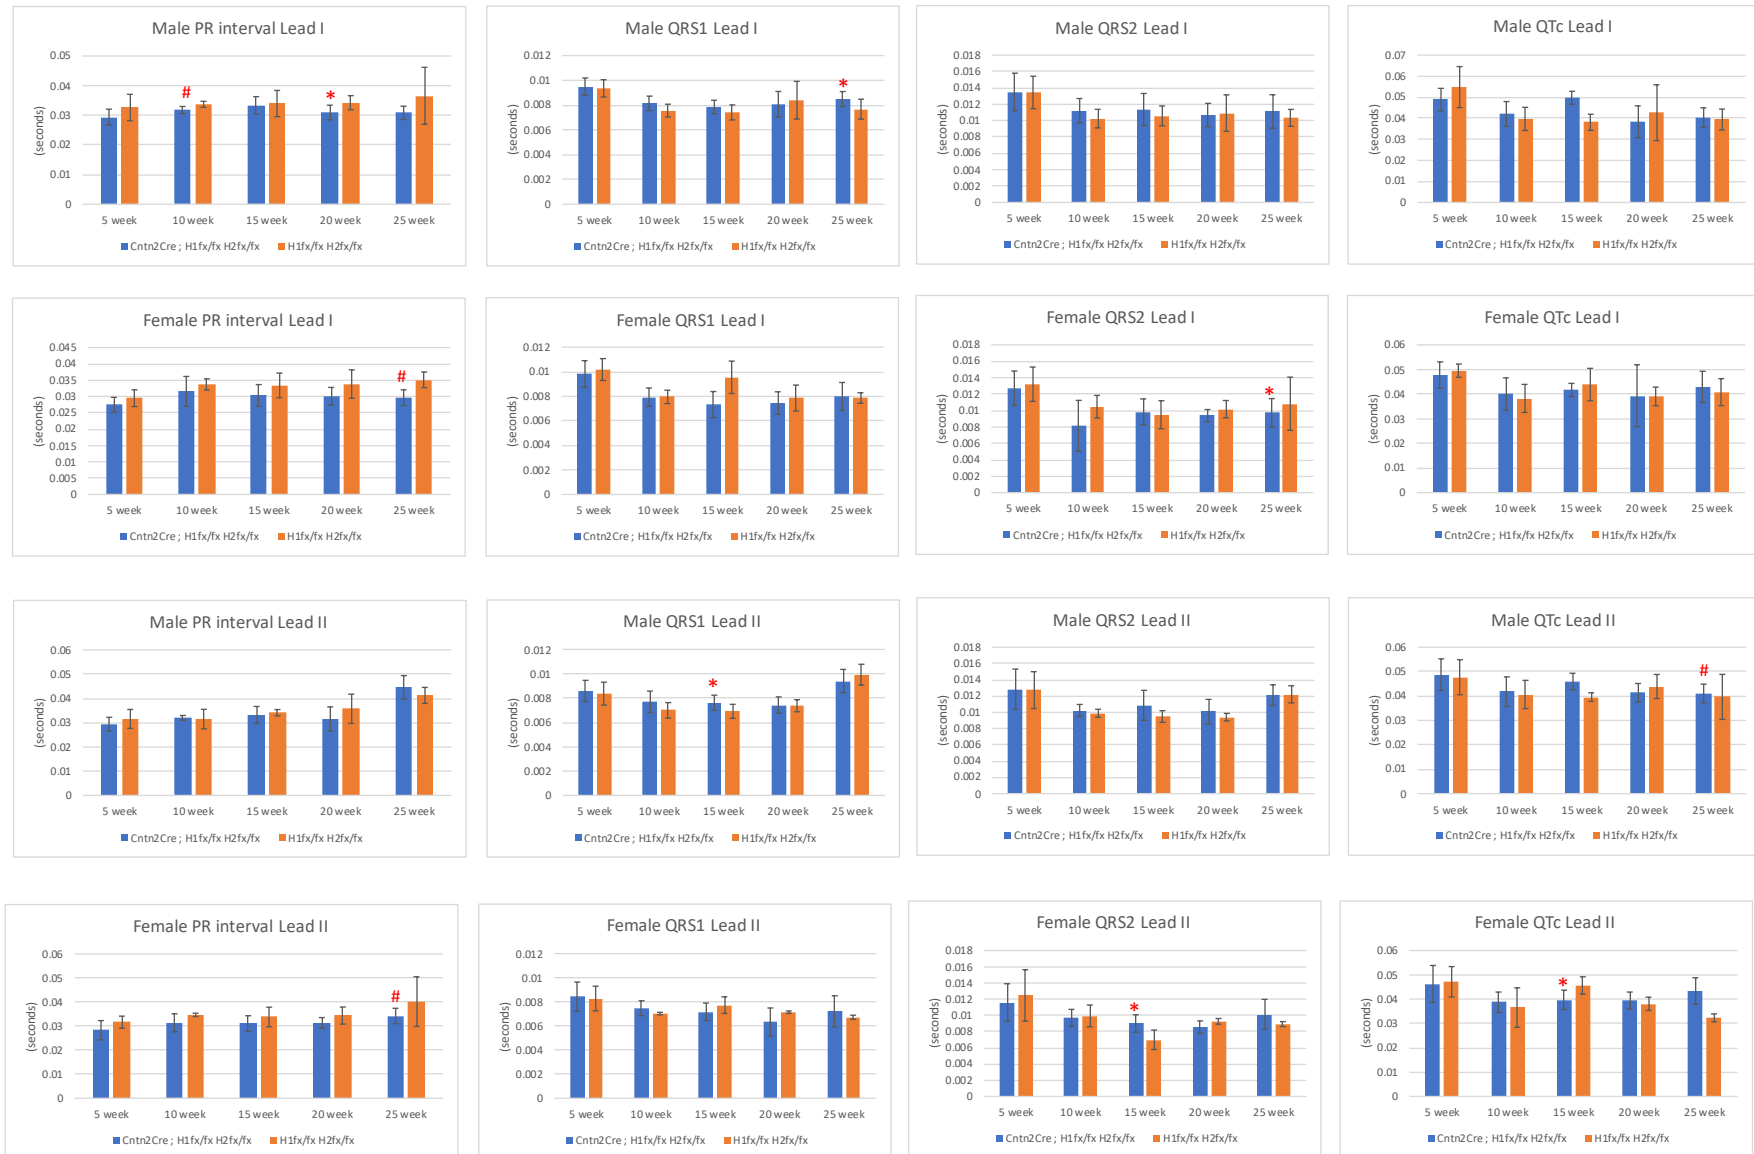 Male PR interval Lead I
(seconds)
0.05
0.04
0.03
0.02
0.01
0
#
*
5 week 10 week 15 week 20 week 25 week
Cntn2Cre ; H1fx/fx H2fx/fx H1fx/fx H2fx/fx
Male QRS1 Lead I
0.012
0.01
0.008
0.006
0.004
0.002
0
*
5 week 10 week 15 week 20 week 25 week
Cntn2Cre ; H1fx/fx H2fx/fx H1fx/fx H2fx/fx
Male QRS2 Lead I
(seconds)
0.018
0.016
0.014
0.012
0.01
0.008
0.006
0.004
0.002
0
5 week 10 week 15 week 20 week 25 week
Cntn2Cre ; H1fx/fx H2fx/fx H1fx/fx H2fx/fx
Male QTc Lead I
(seconds)
0.07
0.06
0.05
0.04
0.03
0.02
0.01
0
5 week 10 week 15 week 20 week 25 week
Cntn2Cre ; H1fx/fx H2fx/fx H1fx/fx H2fx/fx
Female PR interval Lead I
(seconds)
0.045
0.04
0.035
0.03
0.025
0.02
0.015
0.01
0.005
0
#
5 week 10 week 15 week 20 week 25 week
Cntn2Cre ; H1fx/fx H2fx/fx H1fx/fx H2fx/fx
Female QRS1 Lead I
(seconds)
0.012
0.01
0.008
0.006
0.004
0.002
0
5 week 10 week 15 week 20 week 25 week
Cntn2Cre ; H1fx/fx H2fx/fx H1fx/fx H2fx/fx
Female QRS2 Lead I
(seconds)
0.018
0.016
0.014
0.012
0.01
0.008
0.006
0.004
0.002
0
*
5 week 10 week 15 week 20 week 25 week
Cntn2Cre ; H1fx/fx H2fx/fx H1fx/fx H2fx/fx
Female QTc Lead I
(seconds)
0.06
0.05
0.04
0.03
0.02
0.01
0
5 week 10 week 15 week 20 week 25 week
Cntn2Cre ; H1fx/fx H2fx/fx H1fx/fx H2fx/fx
Male PR interval Lead II
(seconds)
0.06
0.05
0.04
0.03
0.02
0.01
0
5 week 10 week 15 week 20 week 25 week
Cntn2Cre ; H1fx/fx H2fx/fx H1fx/fx H2fx/fx
Male QRS1 Lead II
(seconds)
0.012
0.01
0.008
0.006
0.004
0.002
0
*
5 week 10 week 15 week 20 week 25 week
Cntn2Cre ; H1fx/fx H2fx/fx H1fx/fx H2fx/fx
Male QRS2 Lead II
(seconds)
0.018
0.016
0.014
0.012
0.01
0.008
0.006
0.004
0.002
0
5 week 10 week 15 week 20 week 25 week
Cntn2Cre ; H1fx/fx H2fx/fx H1fx/fx H2fx/fx
Male QTc Lead II
(seconds)
0.06
0.05
0.04
0.03
0.02
0.01
0
#
5 week 10 week 15 week 20 week 25 week
Cntn2Cre ; H1fx/fx H2fx/fx H1fx/fx H2fx/fx
Female PR interval Lead II
(seconds)
0.06
0.05
0.04
0.03
0.02
0.01
0
#
5 week 10 week 15 week 20 week 25 week
Cntn2Cre ; H1fx/fx H2fx/fx H1fx/fx H2fx/fx
Female QRS1 Lead II
(seconds)
0.012
0.01
0.008
0.006
0.004
0.002
0
5 week 10 week 15 week 20 week 25 week
Cntn2Cre ; H1fx/fx H2fx/fx H1fx/fx H2fx/fx
Female QRS2 Lead II
(seconds)
0.018
0.016
0.014
0.012
0.01
0.008
0.006
0.004
0.002
0
*
5 week 10 week 15 week 20 week 25 week
Cntn2Cre ; H1fx/fx H2fx/fx H1fx/fx H2fx/fx
Female QTc Lead II
(seconds)
0.06
0.05
0.04
0.03
0.02
0.01
0
*
5 week 10 week 15 week 20 week 25 week
Cntn2Cre ; H1fx/fx H2fx/fx H1fx/fx H2fx/fx